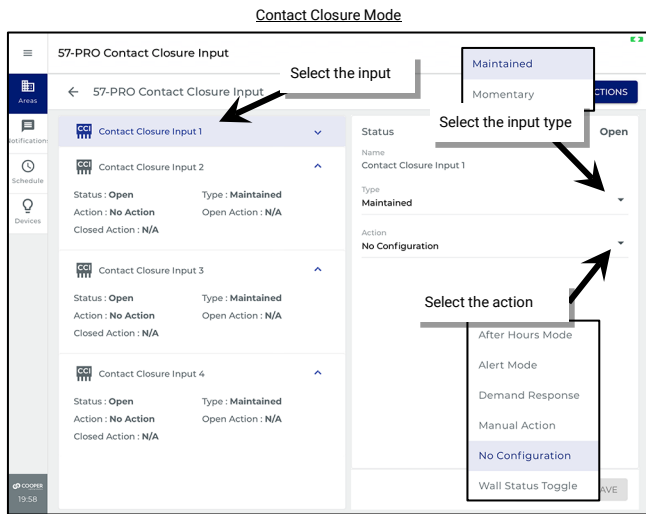 Contact Closure Mode
57-PRO Contact Closure Input
Maintained
Momentary
Select the input
Areas
57-PRO Contact Closure Input
CTIONS
Notifications
Schedule
Devices
CCI Contact Closure Input 1
CCI Contact Closure Input 2
Status : Open Type : Maintained
Action : No Action Open Action : N/A
Closed Action : N/A
CCI Contact Closure Input 3
Status : Open Type : Maintained
Action : No Action Open Action : N/A
Closed Action : N/A
CCI Contact Closure Input 4
Status : Open Type : Maintained
Action : No Action Open Action : N/A
Closed Action : N/A
Select the input type
Status Open
Name
Contact Closure Input 1
Type
Maintained
Action
No Configuration
Select the action
After Hours Mode
Alert Mode
Demand Response
Manual Action
No Configuration
Wall Status Toggle
AVE
COOPER
19:58